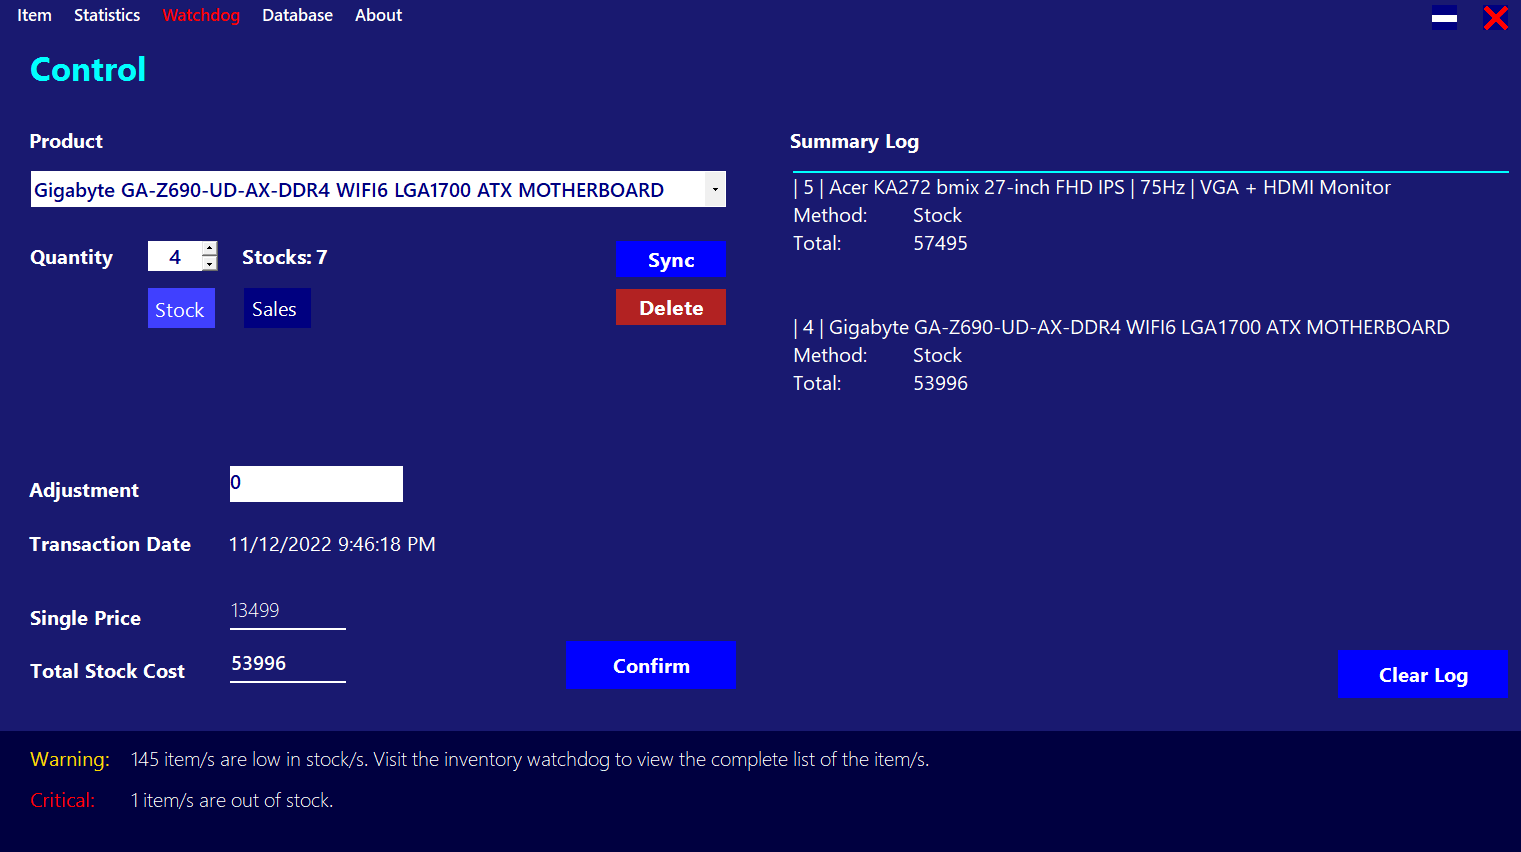 Item Statistics Watchdog Database About
Control
Product
Gigabyte GA-Z690-UD-AX-DDR4 WIFI6 LGA1700 ATX MOTHERBOARD
Quantity 4 Stocks: 7 Sync
Stock Sales Delete
Adjustment 0
Transaction Date 11/12/2022 9:46:18 PM
Single Price 13499
Total Stock Cost 53996 Confirm
Summary Log
| 5 | Acer KA272 bmix 27-inch FHD IPS | 75Hz | VGA + HDMI Monitor
Method: Stock
Total: 57495
| 4 | Gigabyte GA-Z690-UD-AX-DDR4 WIFI6 LGA1700 ATX MOTHERBOARD
Method: Stock
Total: 53996
Clear Log
Warning: 145 item/s are low in stock/s. Visit the inventory watchdog to view the complete list of the item/s.
Critical: 1 item/s are out of stock.